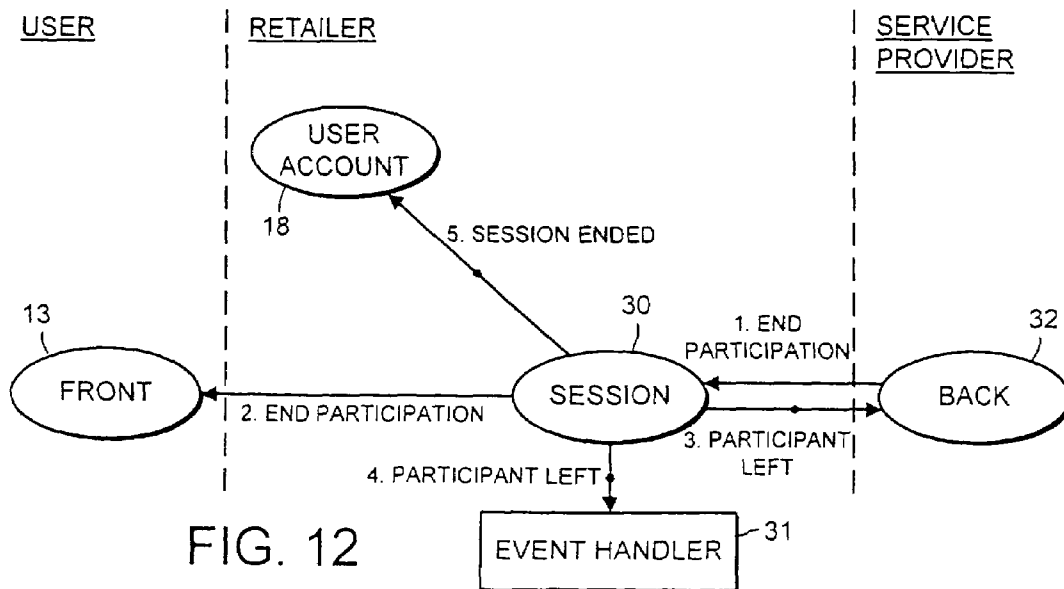 USER
RETAILER
SERVICE
PROVIDER
USER
ACCOUNT
18
5. SESSION ENDED
13
30
1. END
PARTICIPATION
32
FRONT
2. END PARTICIPATION
SESSION
BACK
3. PARTICIPANT
LEFT
4. PARTICIPANT LEFT
FIG. 12
EVENT HANDLER
31